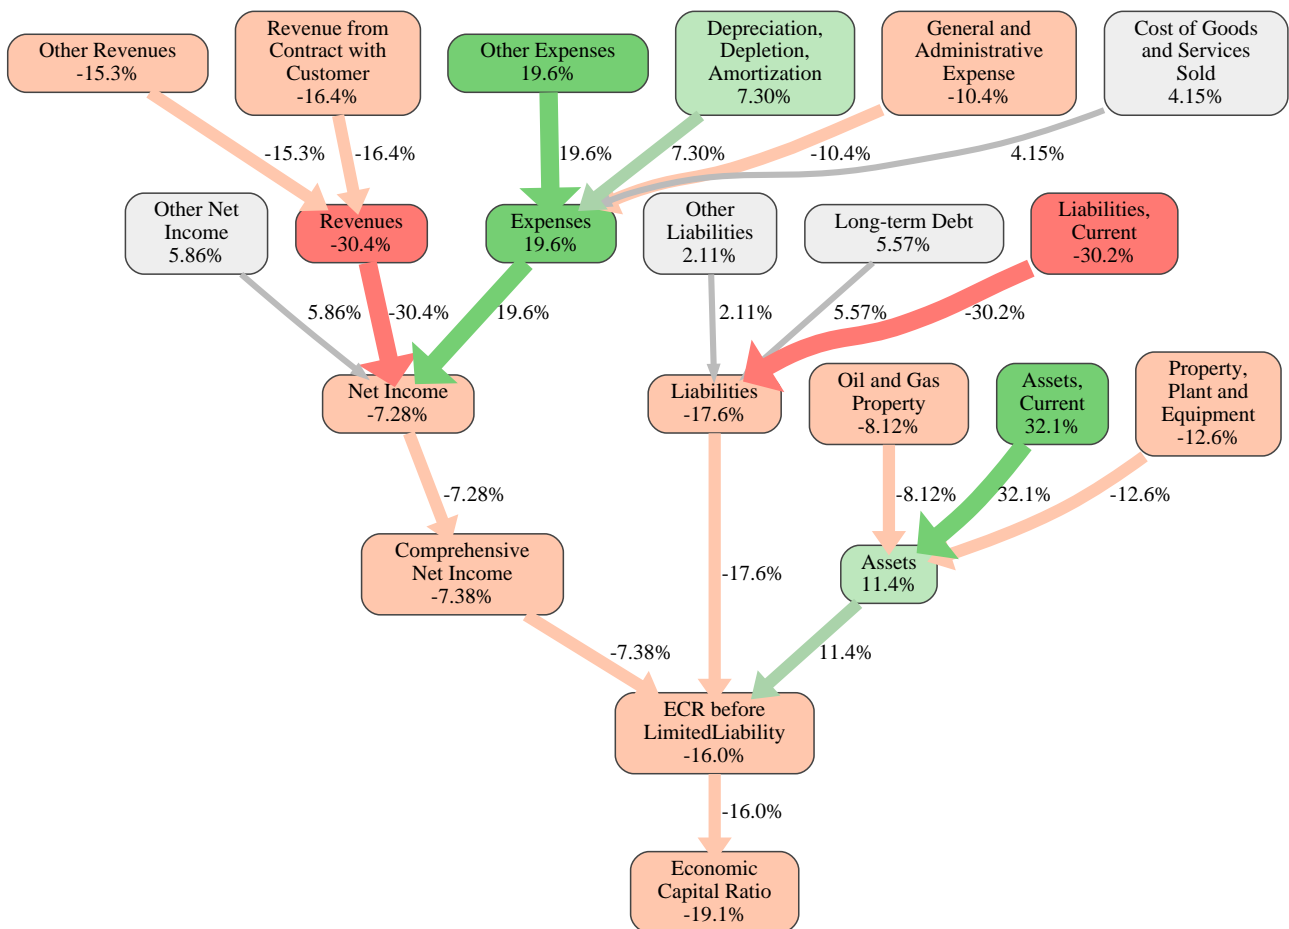 Other Revenues
-15.3%
Revenue from
Contract with
Customer
-16.4%
Other Expenses
19.6%
Depreciation,
Depletion,
Amortization
7.30%
General and
Administrative
Expense
-10.4%
Cost of Goods
and Services
Sold
4.15%
-15.3%
-16.4%
19.6%
7.30%
-10.4%
4.15%
Other Net
Income
5.86%
Revenues
-30.4%
Expenses
19.6%
Other
Liabilities
2.11%
Long-term Debt
5.57%
Liabilities,
Current
-30.2%
5.86%
-30.4%
19.6%
2.11%
5.57%
-30.2%
Net Income
-7.28%
Liabilities
-17.6%
Oil and Gas
Property
-8.12%
Assets,
Current
32.1%
Property,
Plant and
Equipment
-12.6%
-7.28%
-8.12%
32.1%
-12.6%
Comprehensive
Net Income
-7.38%
-17.6%
Assets
11.4%
-7.38%
11.4%
ECR before
LimitedLiability
-16.0%
-16.0%
Economic
Capital Ratio
-19.1%